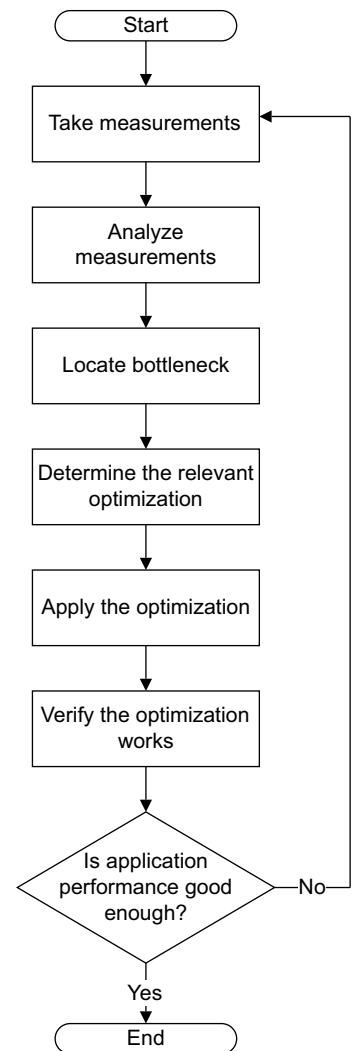 Start
Take measurements
Analyze
measurements
Locate bottleneck
Determine the relevant
optimization
Apply the optimization
Verify the optimization
works
Is application
performance good
enough?
No
Yes
End